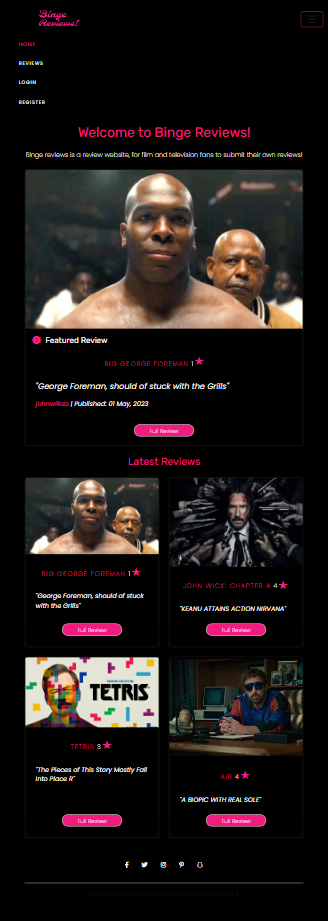 Binge
Reviews!
HOME
REVIEWS
LOGIN
REGISTER
Welcome to Binge Reviews!
Binge reviews is a review website, for film and television fans to submit their own reviews!
Featured Review
BIG GEORGE FOREMAN 1
"George Foreman, should of stuck with the Grills"
johnwilkes | Published: 01 May, 2023
Full Review
Latest Reviews
BIG GEORGE FOREMAN 1
"George Foreman, should of stuck
with the Grills"
Full Review
JOHN WICK: CHAPTER 4 4
"KEANU ATTAINS ACTION NIRVANA"
Full Review
TETRIS
TETRIS 3
"The Pieces of This Story Mostly Fall
Into Place R"
Full Review
AIR 4
"A BIOPIC WITH REAL SOLE"
Full Review